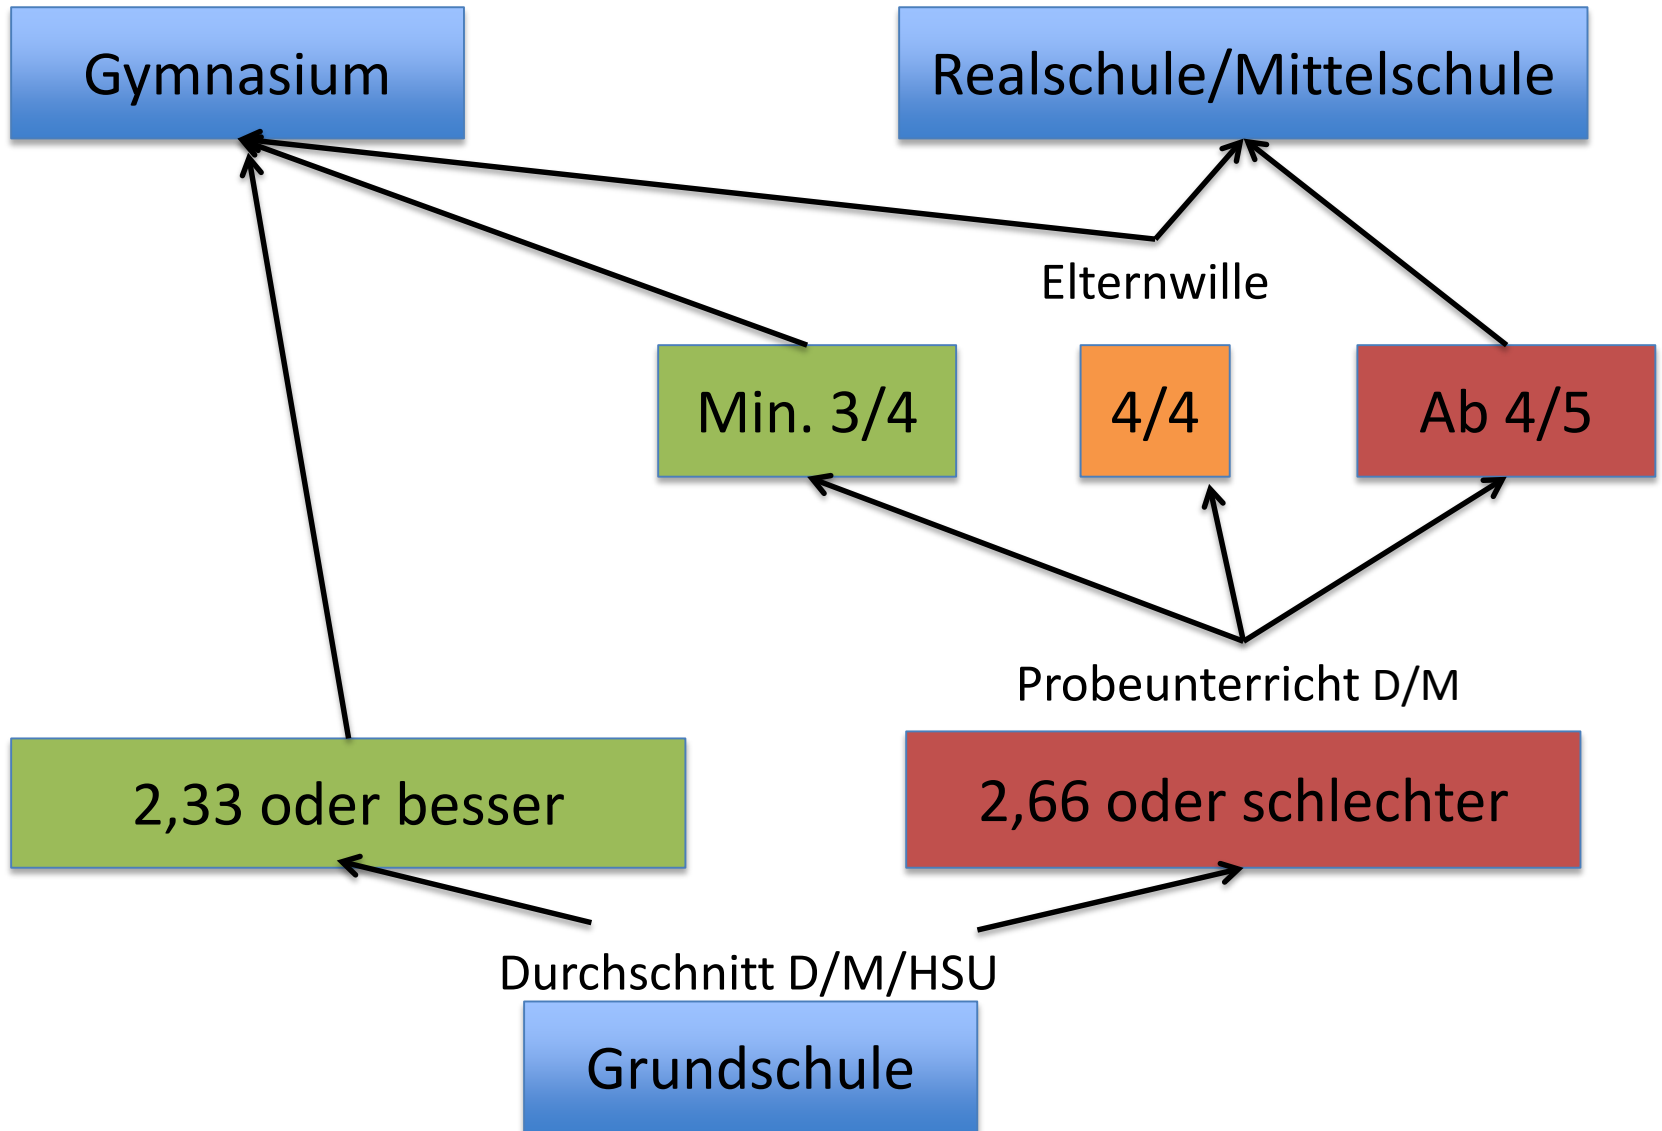 Gymnasium
Realschule/Mittelschule
Elternwille
Min. 3/4
4/4
Ab 4/5
Probeunterricht D/M
2,33 oder besser
2,66 oder schlechter
Durchschnitt D/M/HSU
Grundschule